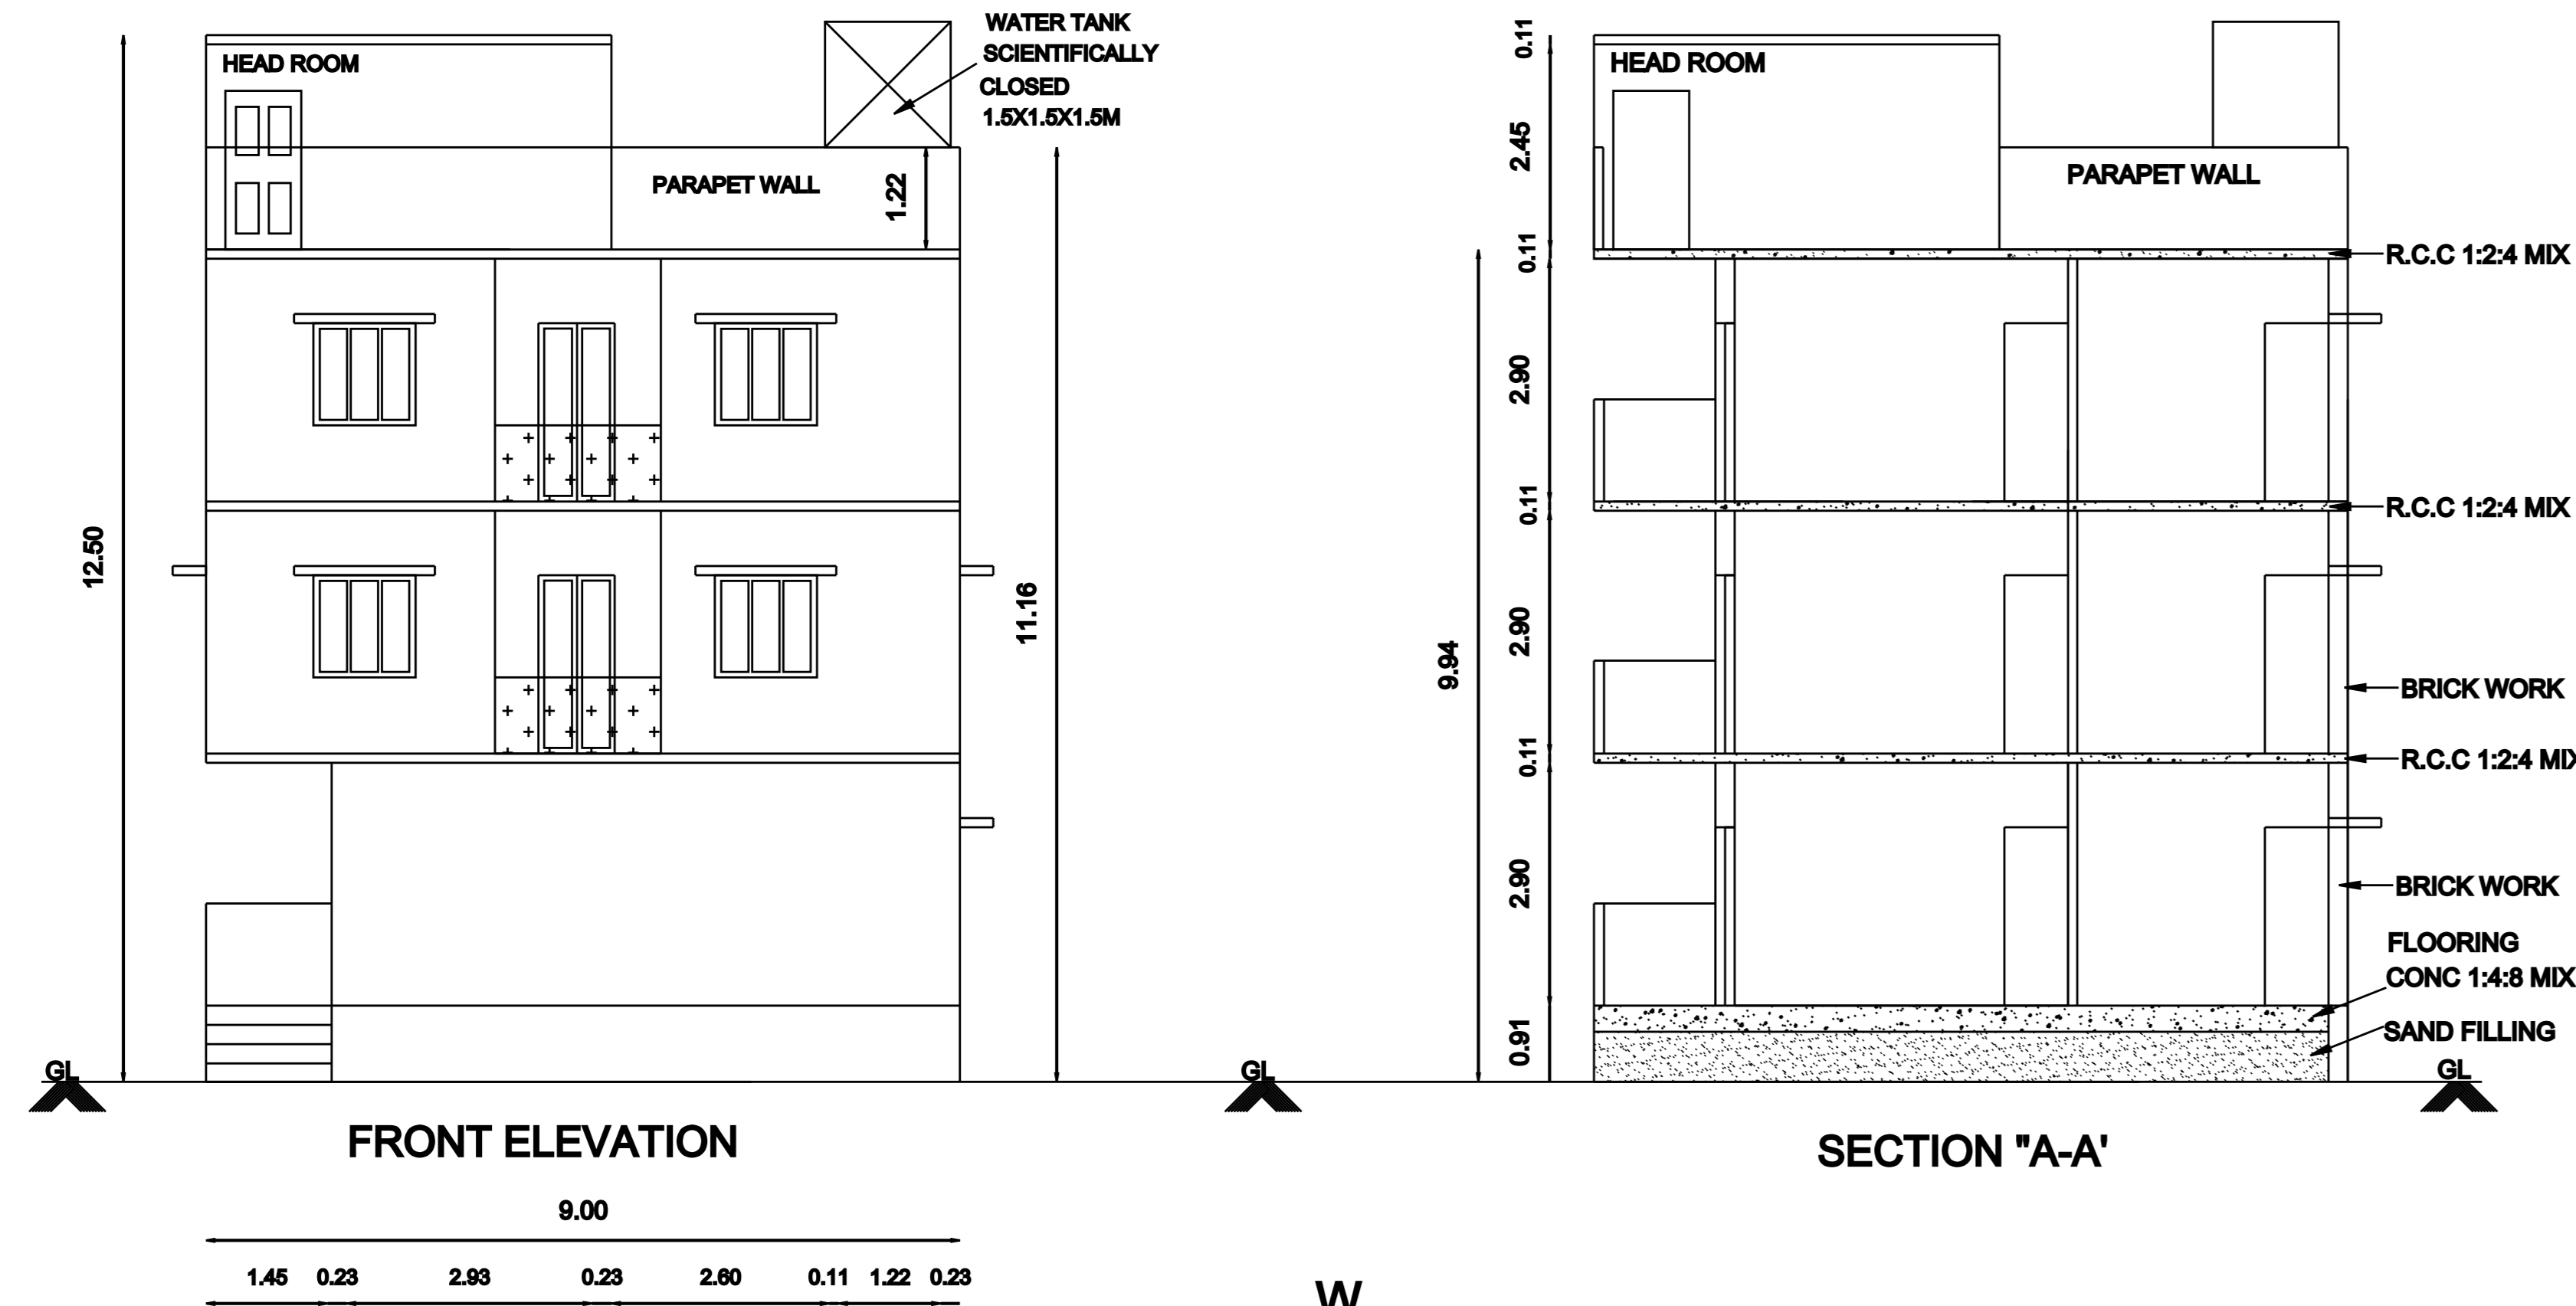 HEAD ROOM
WATER TANK
SCIENTIFICALLY
CLOSED
1.5X1.5X1.5M
PARAPET WALL
1.22
12.50
11.16
GL
FRONT ELEVATION
HEAD ROOM
PARAPET WALL
0.11
2.45
0.11
2.90
0.11
2.90
0.11
2.90
0.91
9.94
R.C.C 1:2:4 MIX
R.C.C 1:2:4 MIX
BRICK WORK
R.C.C 1:2:4 MIX
BRICK WORK
FLOORING
CONC 1:4:8 MIX
SAND FILLING
GL
GL
SECTION "A-A'
9.00
1.45 0.23 2.93 0.23 2.60 0.11 1.22 0.23
W